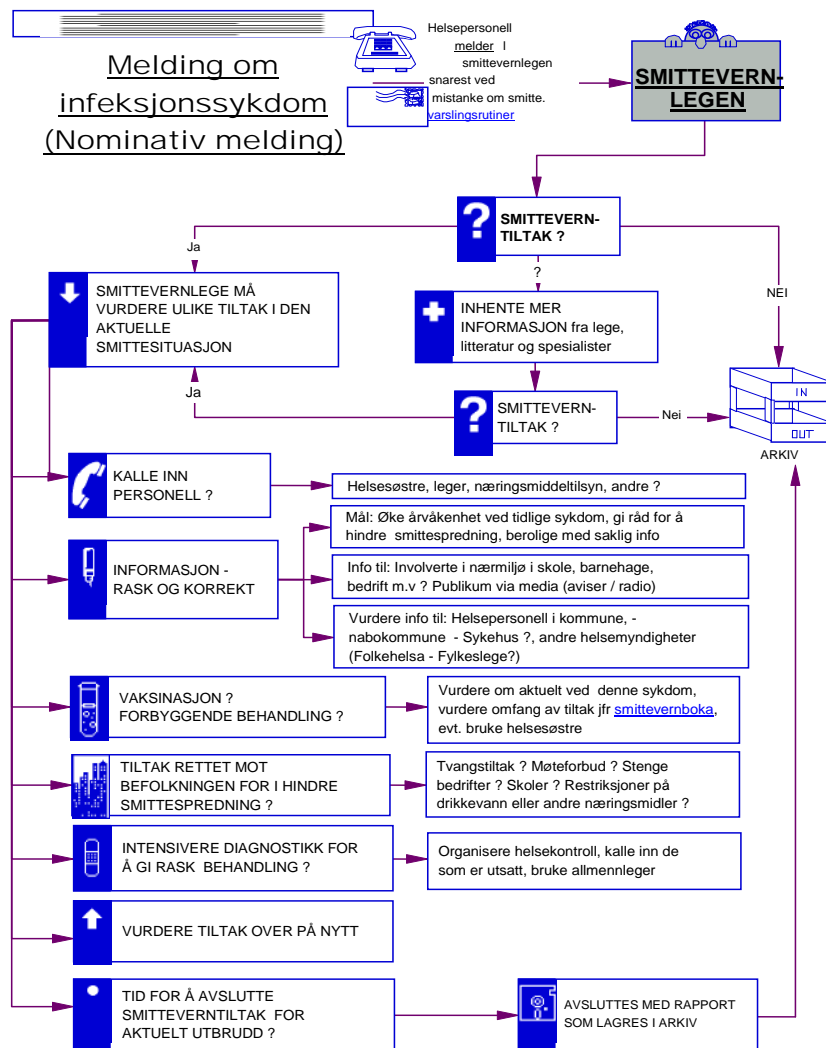 Melding om
infeksjonssykdom
(Nominativ melding)
Helsepersonell
melder I
smittevernlegen
snarest ved
mistanke om smitte.
varslingsrutiner
SMITTEVERN-
LEGEN
SMITTEVERN-
TILTAK ?
Ja
?
NEI
SMITTEVERNLEGE MÅ
VURDERE ULIKE TILTAK I DEN
AKTUELLE
SMITTESITUASJON
INHENTE MER
INFORMASJON fra lege,
litteratur og spesialister
Ja
SMITTEVERN-
TILTAK ?
Nei
IN
OUT
ARKIV
KALLE INN
PERSONELL ?
Helsesøstre, leger, næringsmiddeltilsyn, andre ?
INFORMASJON -
RASK OG KORREKT
Mål: Øke årvåkenhet ved tidlige sykdom, gi råd for å
hindre smittespredning, berolige med saklig info
Info til: Involverte i nærmiljø i skole, barnehage,
bedrift m.v ? Publikum via media (aviser / radio)
Vurdere info til: Helsepersonell i kommune, -
nabokommune - Sykehus ?, andre helsemyndigheter
(Folkehelsa - Fylkeslege?)
VAKSINASJON ?
FORBYGGENDE BEHANDLING ?
Vurdere om aktuelt ved denne sykdom,
vurdere omfang av tiltak jfr smittevernboka,
evt. bruke helsesøstre
TILTAK RETTET MOT
BEFOLKNINGEN FOR I HINDRE
SMITTESPREDNING ?
Tvangstiltak ? Møteforbud ? Stenge
bedrifter ? Skoler ? Restriksjoner på
drikkevann eller andre næringsmidler ?
INTENSIVERE DIAGNOSTIKK FOR
Å GI RASK BEHANDLING ?
Organisere helsekontroll, kalle inn de
som er utsatt, bruke allmennleger
VURDERE TILTAK OVER PÅ NYTT
TID FOR Å AVSLUTTE
SMITTEVERNTILTAK FOR
AKTUELT UTBRUDD ?
AVSLUTTES MED RAPPORT
SOM LAGRES I ARKIV